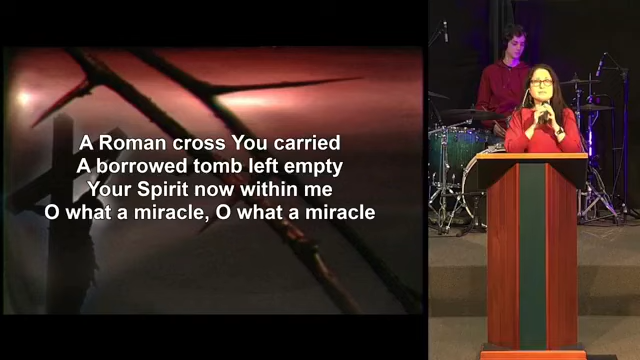 A Roman cross You carried
A borrowed tomb left empty
Your Spirit now within me
O what a miracle, O what a miracle